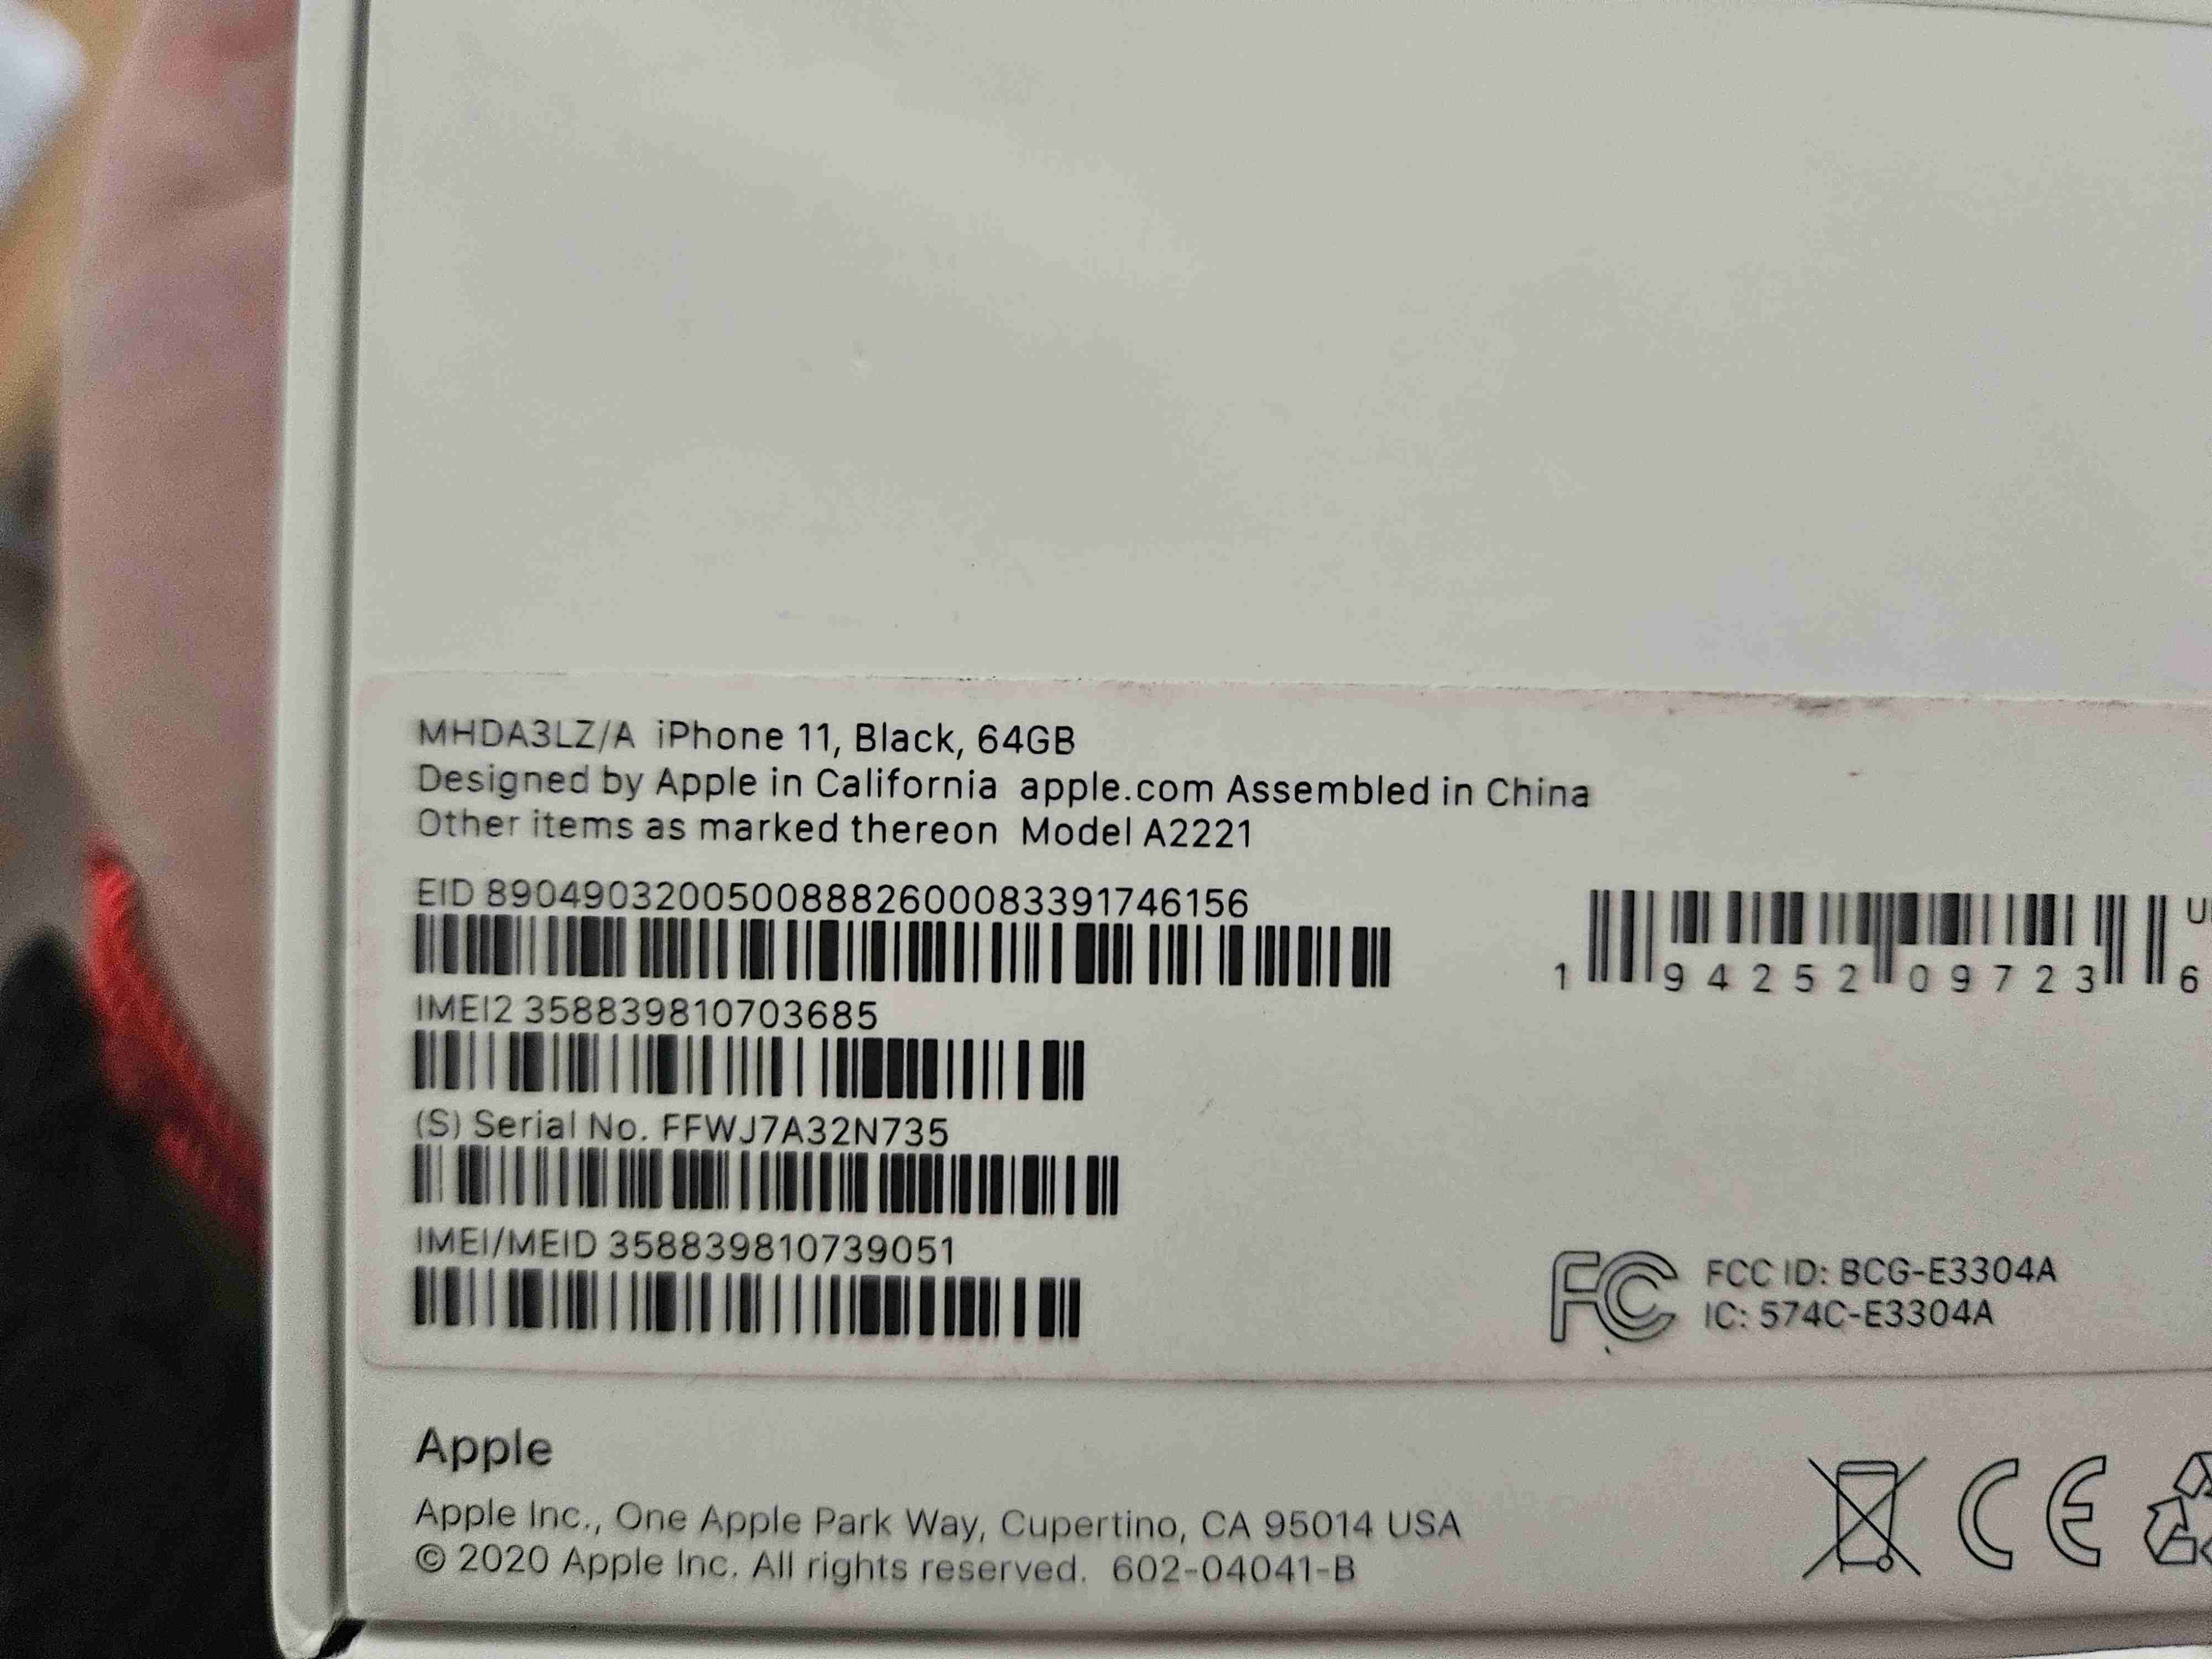 MHDA3LZ/A iPhone 11, Black, 64GB
Designed by Apple in California apple.com Assembled in China
Other items as marked thereon Model A2221
EID 89049032005008882600083391746156
IMEI2 358839810703685
(S) Serial No. FFWJ7A32N735
IMEI/MEID 358839810739051
1 94252 09723 6
FCC ID: BCG-E3304A
IC: 574C-E3304A
Apple
Apple Inc., One Apple Park Way, Cupertino, CA 95014 USA
© 2020 Apple Inc. All rights reserved. 602-04041-B
CE